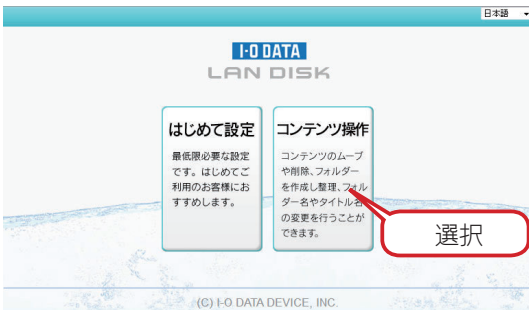 日本語
I-O DATA
LAN DISK
はじめて設定
最低限必要な設定
です。はじめてご
利用のお客様にお
すすめします。
コンテンツ操作
コンテンツのムーブ
や削除、フォルダー
を作成し整理、フォル
ダー名やタイトル名
の変更を行うことが
できます。
選択
(C) I-O DATA DEVICE, INC.